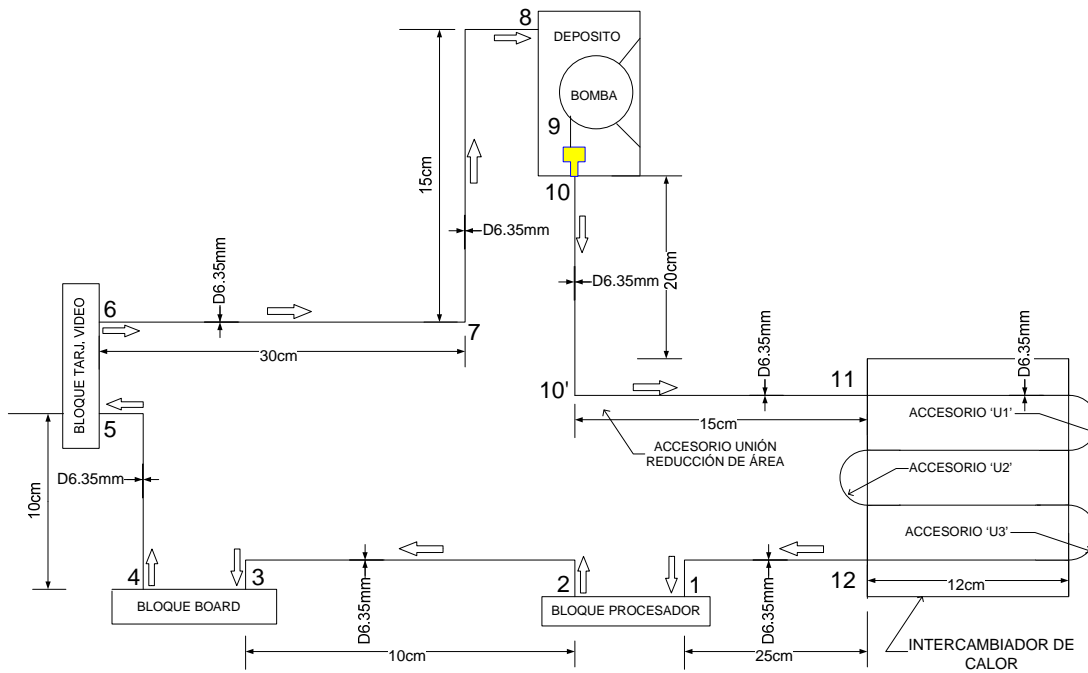 8
DEPOSITO
BOMBA
9
10
15cm
D6.35mm
D6.35mm
20cm
D6.35mm
BLOQUE TARJ. VIDEO
6
7
30cm
5
10'
11
15cm
D6.35mm
D6.35mm
ACCESORIO UNIÓN
REDUCCIÓN DE ÁREA
ACCESORIO 'U1'
ACCESORIO 'U2'
ACCESORIO 'U3'
D6.35mm
10cm
4
3
2
1
12
BLOQUE BOARD
BLOQUE PROCESADOR
D6.35mm
D6.35mm
12cm
10cm
25cm
INTERCAMBIADOR DE
CALOR